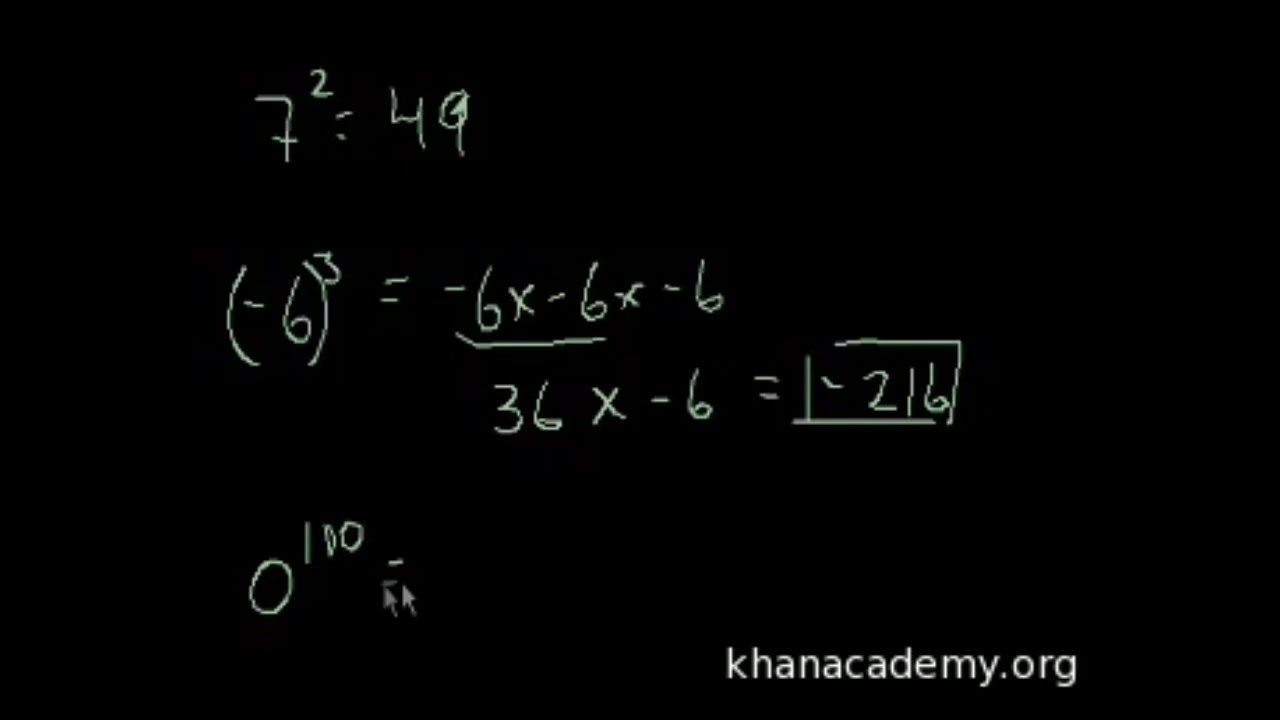 7² = 49
(-6)³ = -6x-6x-6
36 x -6 = -216
0¹⁰⁰ =
khanacademy.org